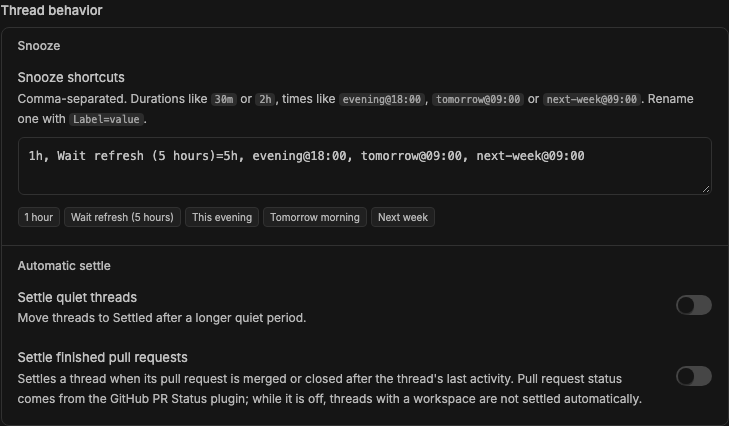 Thread behavior
Snooze
Snooze shortcuts
Comma-separated. Durations like 30m or 2h, times like evening@18:00, tomorrow@09:00 or next-week@09:00. Rename
one with Label=value.
1h, Wait refresh (5 hours)=5h, evening@18:00, tomorrow@09:00, next-week@09:00
1 hour Wait refresh (5 hours) This evening Tomorrow morning Next week
Automatic settle
Settle quiet threads
Move threads to Settled after a longer quiet period.
Settle finished pull requests
Settles a thread when its pull request is merged or closed after the thread's last activity. Pull request status
comes from the GitHub PR Status plugin; while it is off, threads with a workspace are not settled automatically.